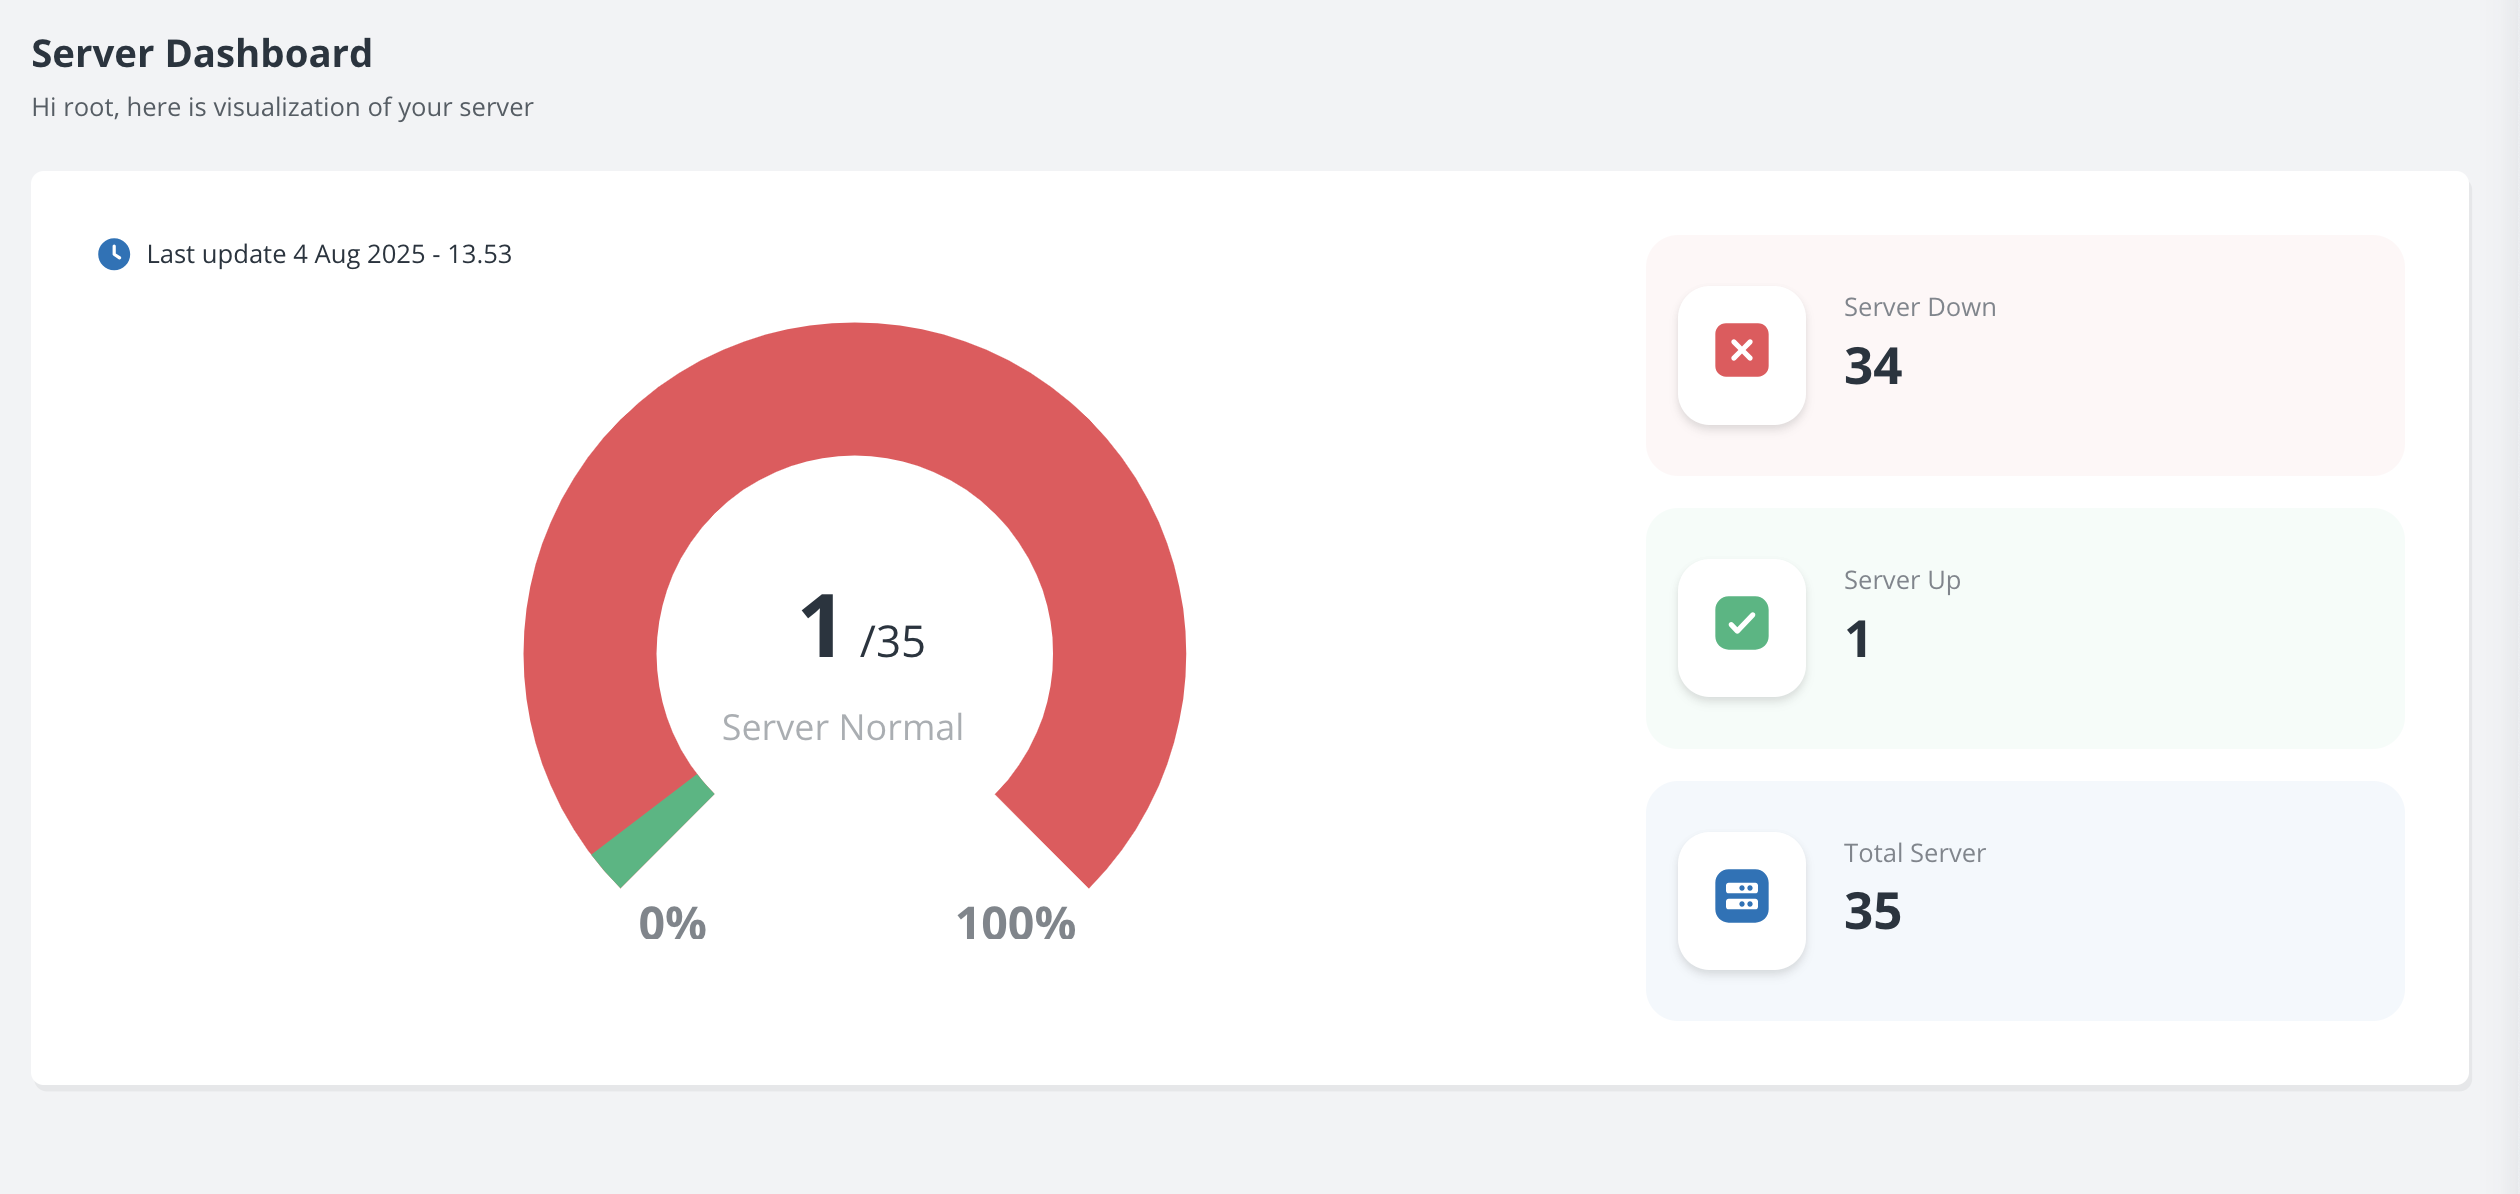 Server Dashboard
Hi root, here is visualization of your server
Last update 4 Aug 2025 - 13.53
1 /35
Server Normal
0%
100%
Server Down
34
Server Up
1
Total Server
35